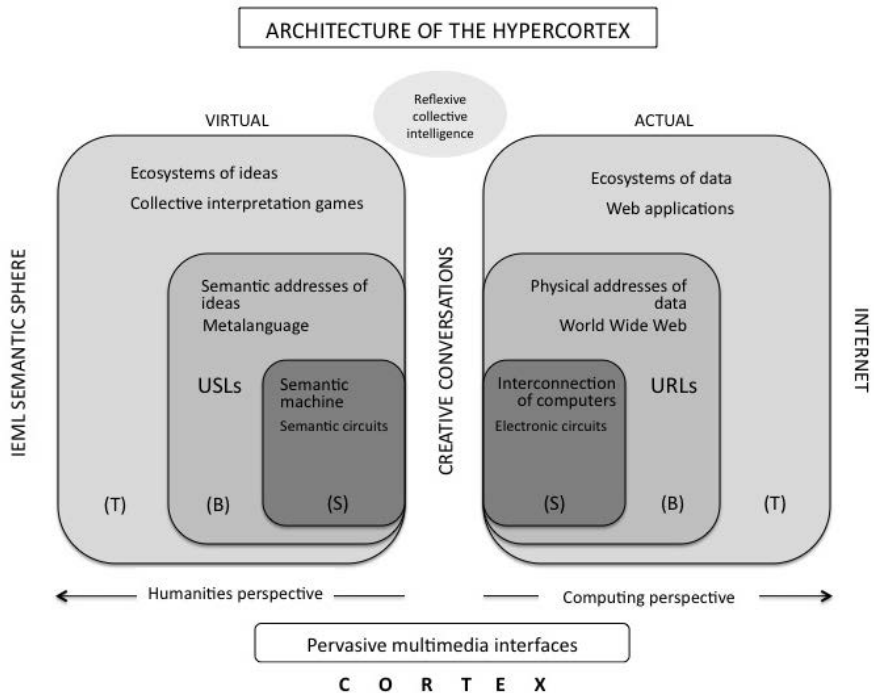 ARCHITECTURE OF THE HYPERCORTEX
Reflexive
collective
intelligence
VIRTUAL
ACTUAL
IEML SEMANTIC SPHERE
Ecosystems of ideas
Collective interpretation games
Semantic addresses of
ideas
Metalanguage
USLs
Semantic
machine
Semantic circuits
(T)
(B)
(S)
CREATIVE CONVERSATIONS
Ecosystems of data
Web applications
Physical addresses of
data
World Wide Web
Interconnection
of computers
Electronic circuits
URLs
(S)
(B)
(T)
INTERNET
Humanities perspective
Computing perspective
Pervasive multimedia interfaces
C O R T E X